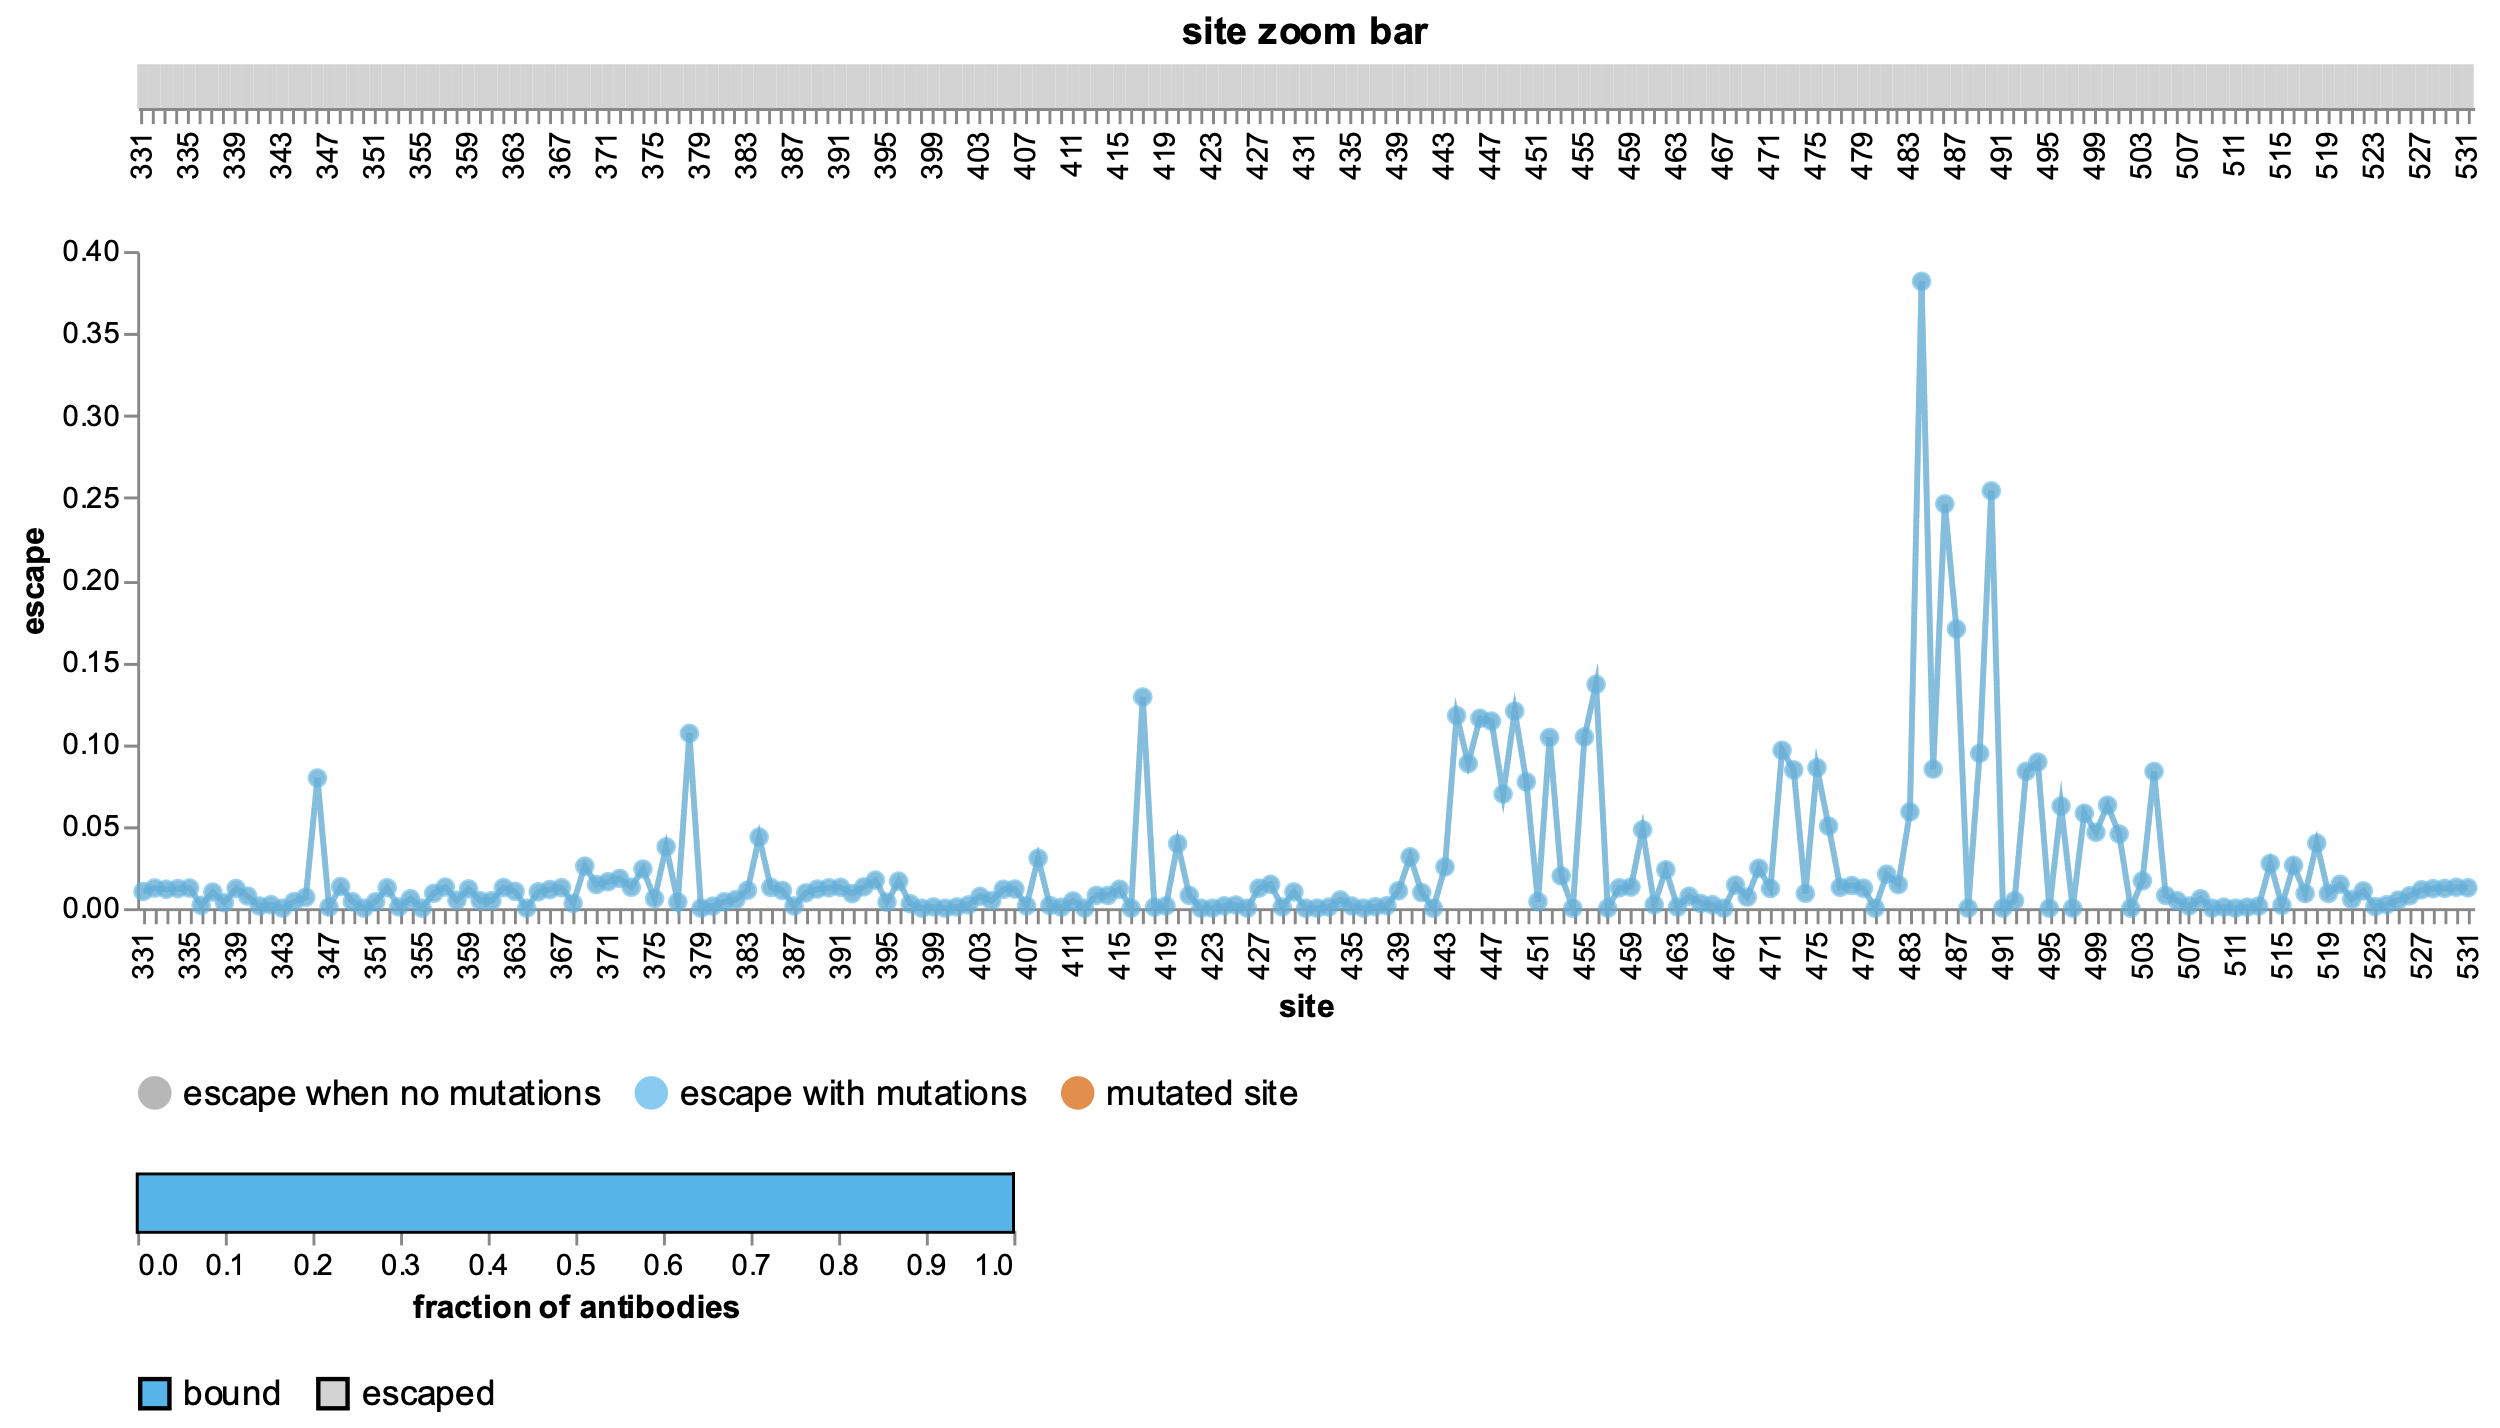 site zoom bar
331 335 339 343 347 351 355 359 363 367 371 375 379 383 387 391 395 399 403 407 411 415 419 423 427 431 435 439 443 447 451 455 459 463 467 471 475 479 483 487 491 495 499 503 507 511 515 519 523 527 531
0.40
0.35
0.30
0.25
0.20
0.15
0.10
0.05
0.00
escape
331 335 339 343 347 351 355 359 363 367 371 375 379 383 387 391 395 399 403 407 411 415 419 423 427 431 435 439 443 447 451 455 459 463 467 471 475 479 483 487 491 495 499 503 507 511 515 519 523 527 531
site
escape when no mutations escape with mutations mutated site
0.0 0.1 0.2 0.3 0.4 0.5 0.6 0.7 0.8 0.9 1.0
fraction of antibodies
bound escaped